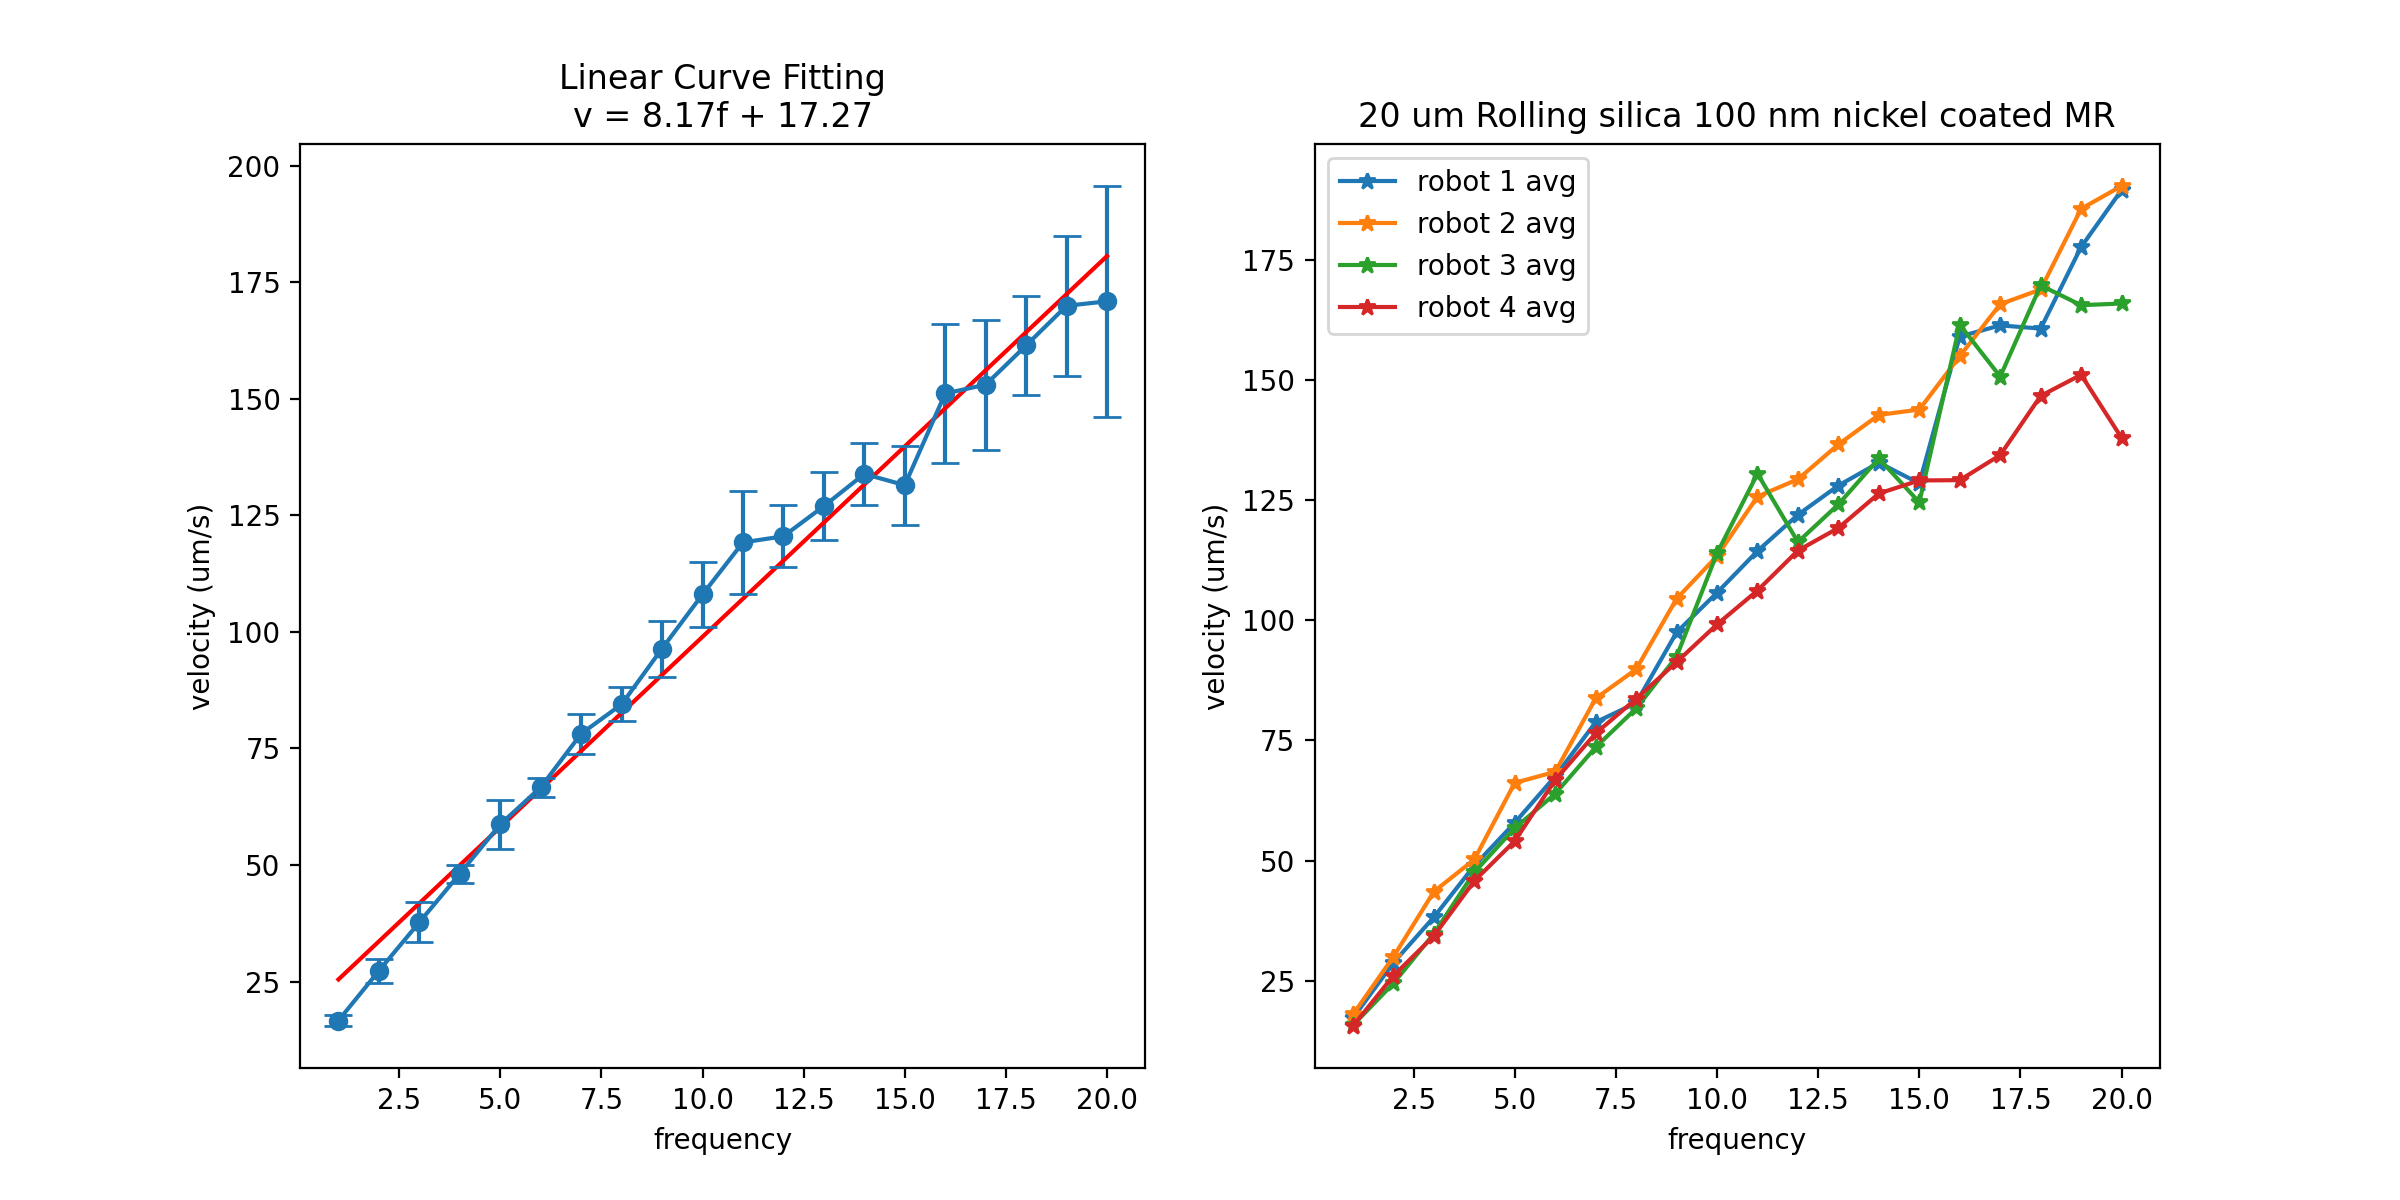 Linear Curve Fitting
v = 8.17f + 17.27
200
175
150
125
100
75
50
25
velocity (um/s)
2.5 5.0 7.5 10.0 12.5 15.0 17.5 20.0
frequency
20 um Rolling silica 100 nm nickel coated MR
robot 1 avg
robot 2 avg
robot 3 avg
robot 4 avg
175
150
125
100
75
50
25
velocity (um/s)
2.5 5.0 7.5 10.0 12.5 15.0 17.5 20.0
frequency